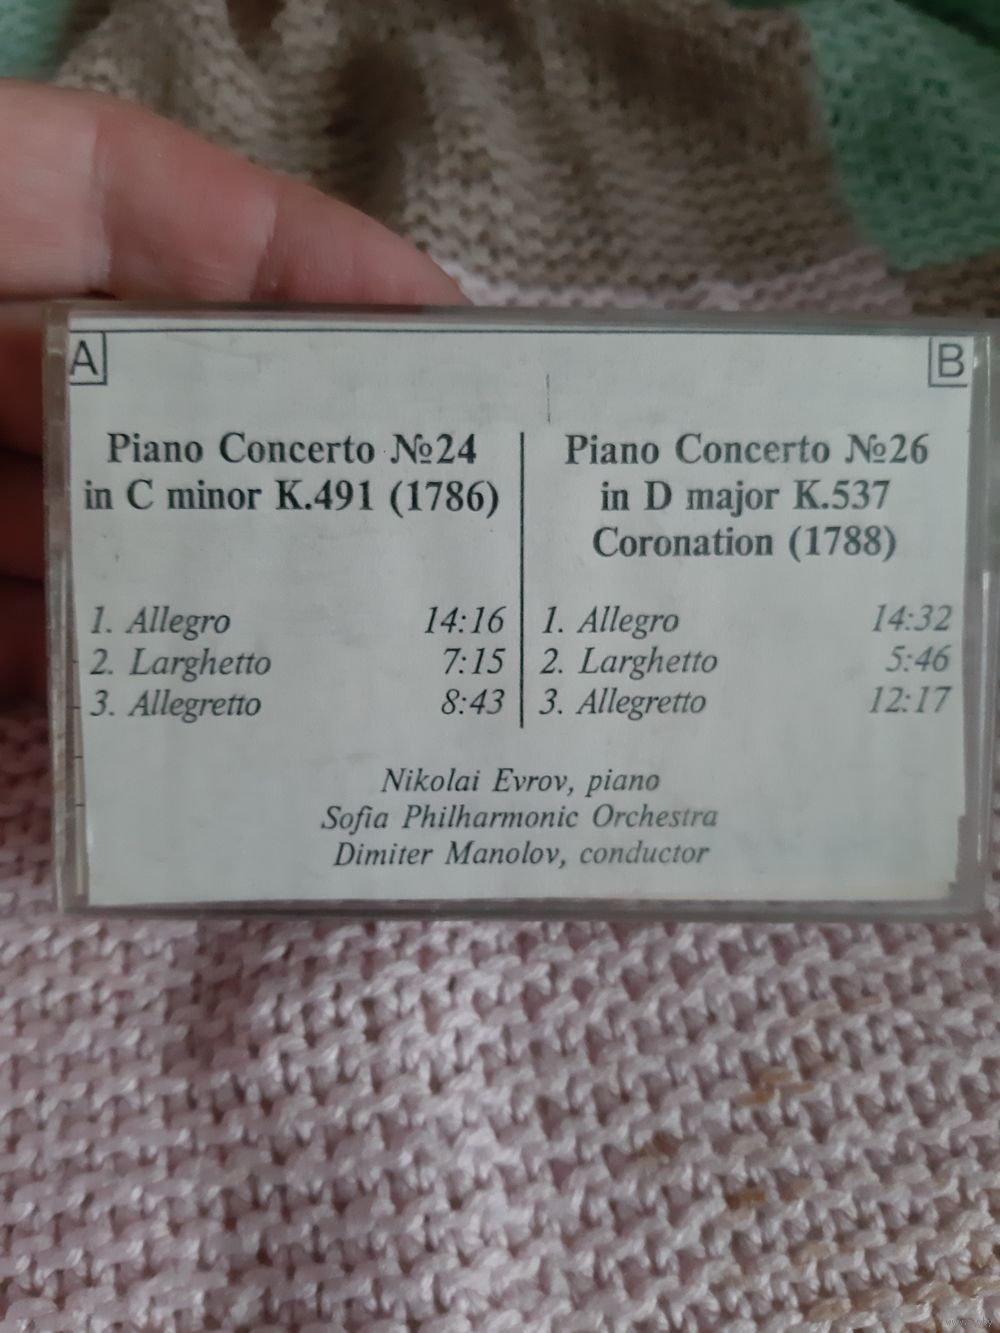 A
B
Piano Concerto №24
in C minor K.491 (1786)
1. Allegro 14:16
2. Larghetto 7:15
3. Allegretto 8:43
Piano Concerto №26
in D major K.537
Coronation (1788)
1. Allegro 14:32
2. Larghetto 5:46
3. Allegretto 12:17
Nikolai Evrov, piano
Sofia Philharmonic Orchestra
Dimiter Manolov, conductor